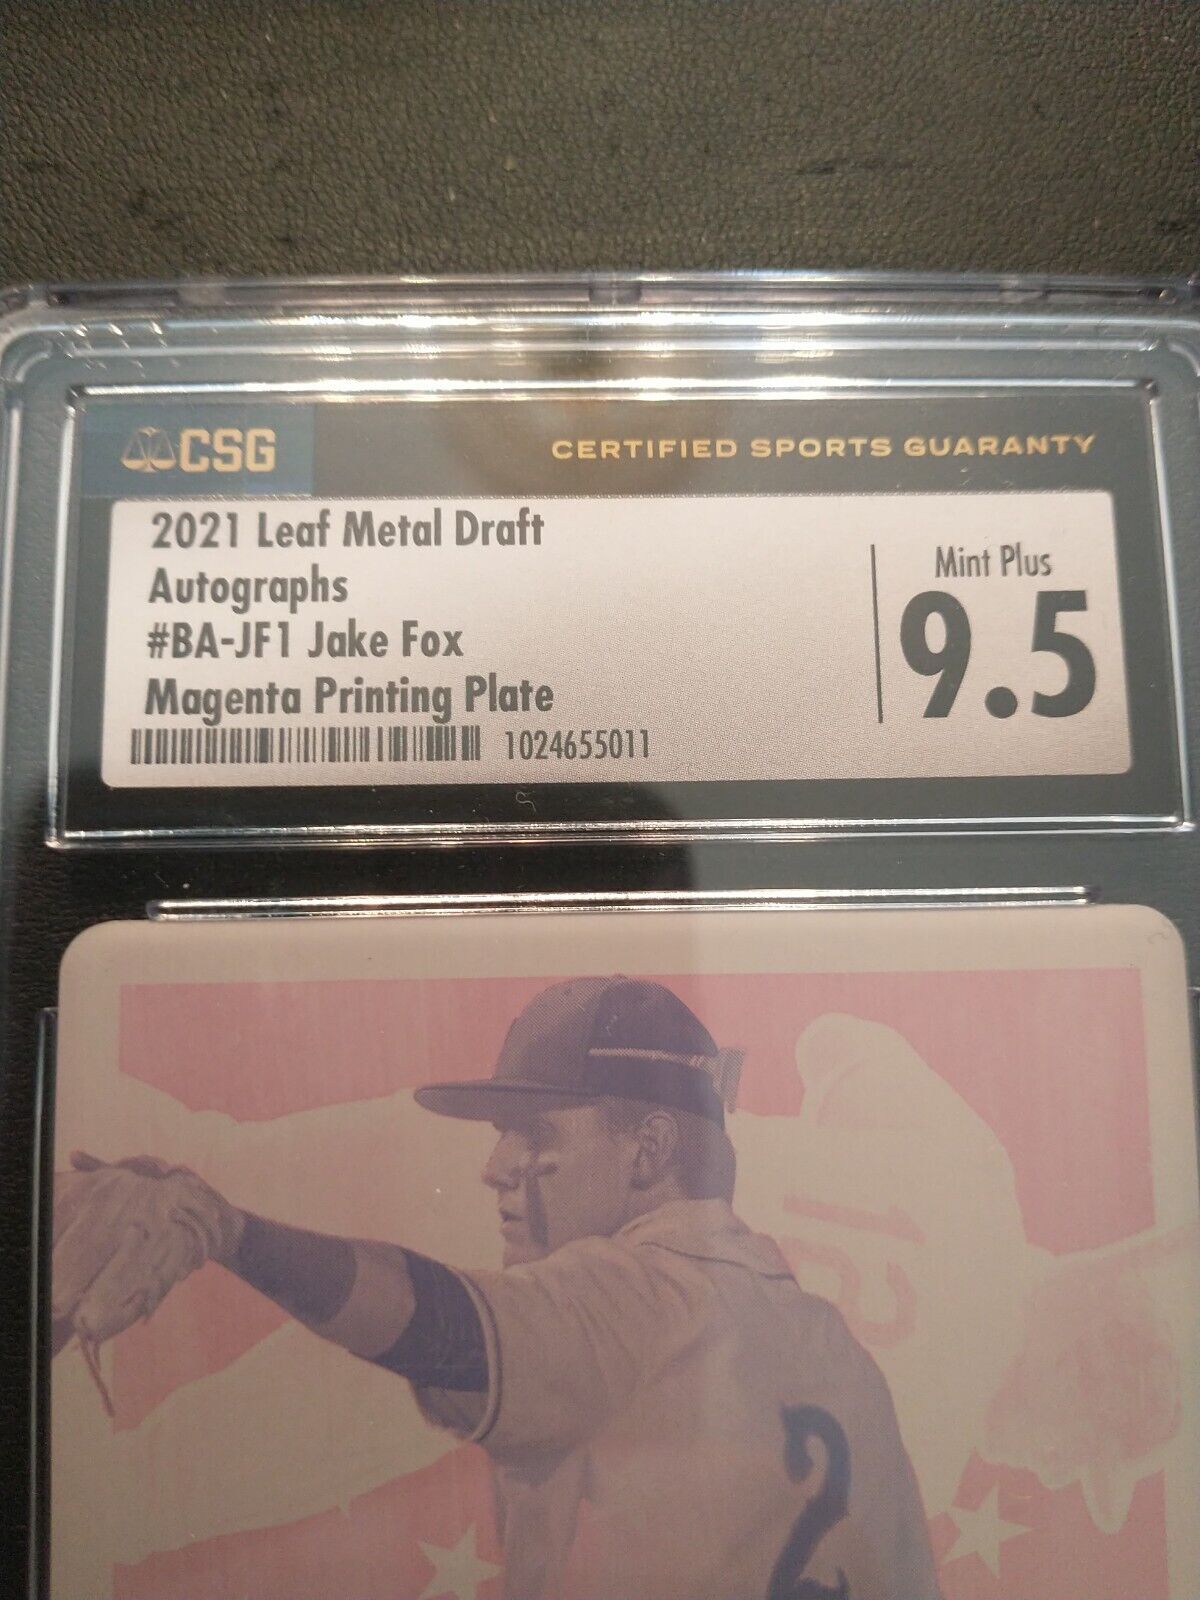 CSG
CERTIFIED SPORTS GUARANTY
2021 Leaf Metal Draft
Autographs
#BA-JF1 Jake Fox
Magenta Printing Plate
1024655011
Mint Plus
9.5
2